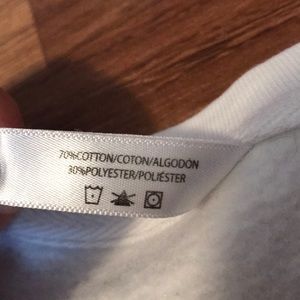 70%COTTON/COTON/ALGODÓN
30%POLYESTER/POLIÉSTER